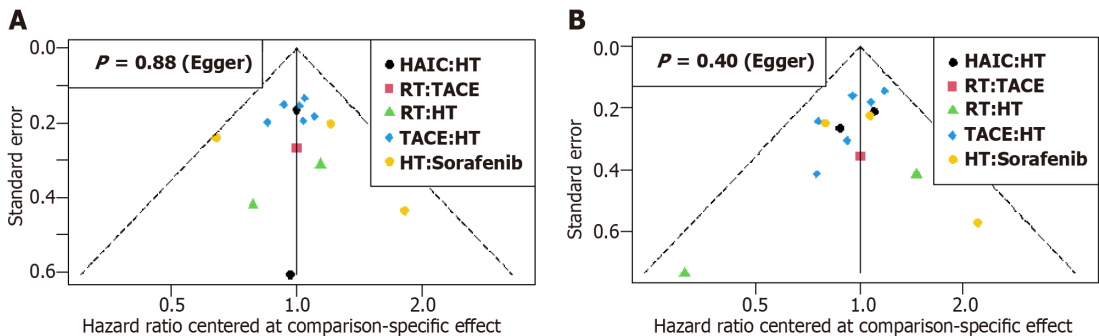 A
P = 0.88 (Egger)
HAIC:HT
RT:TACE
RT:HT
TACE:HT
HT:Sorafenib
Standard error
0.0
0.2
0.4
0.6
0.5
1.0
2.0
Hazard ratio centered at comparison-specific effect
B
P = 0.40 (Egger)
HAIC:HT
RT:TACE
RT:HT
TACE:HT
HT:Sorafenib
Standard error
0.0
0.2
0.4
0.6
0.5
1.0
2.0
Hazard ratio centered at comparison-specific effect